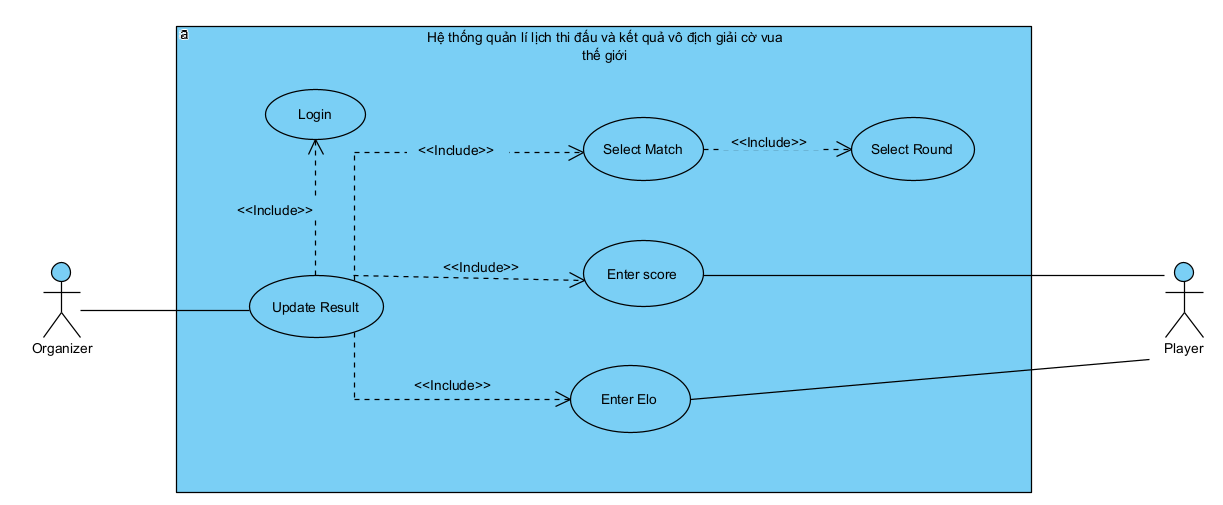 a
Hệ thống quản lí lịch thi đấu và kết quả vô địch giải cờ vua
thế giới
Login
<<Include>>
Select Match
<<Include>>
Select Round
<<Include>>
<<Include>>
Enter score
Update Result
Organizer
Player
<<Include>>
Enter Elo